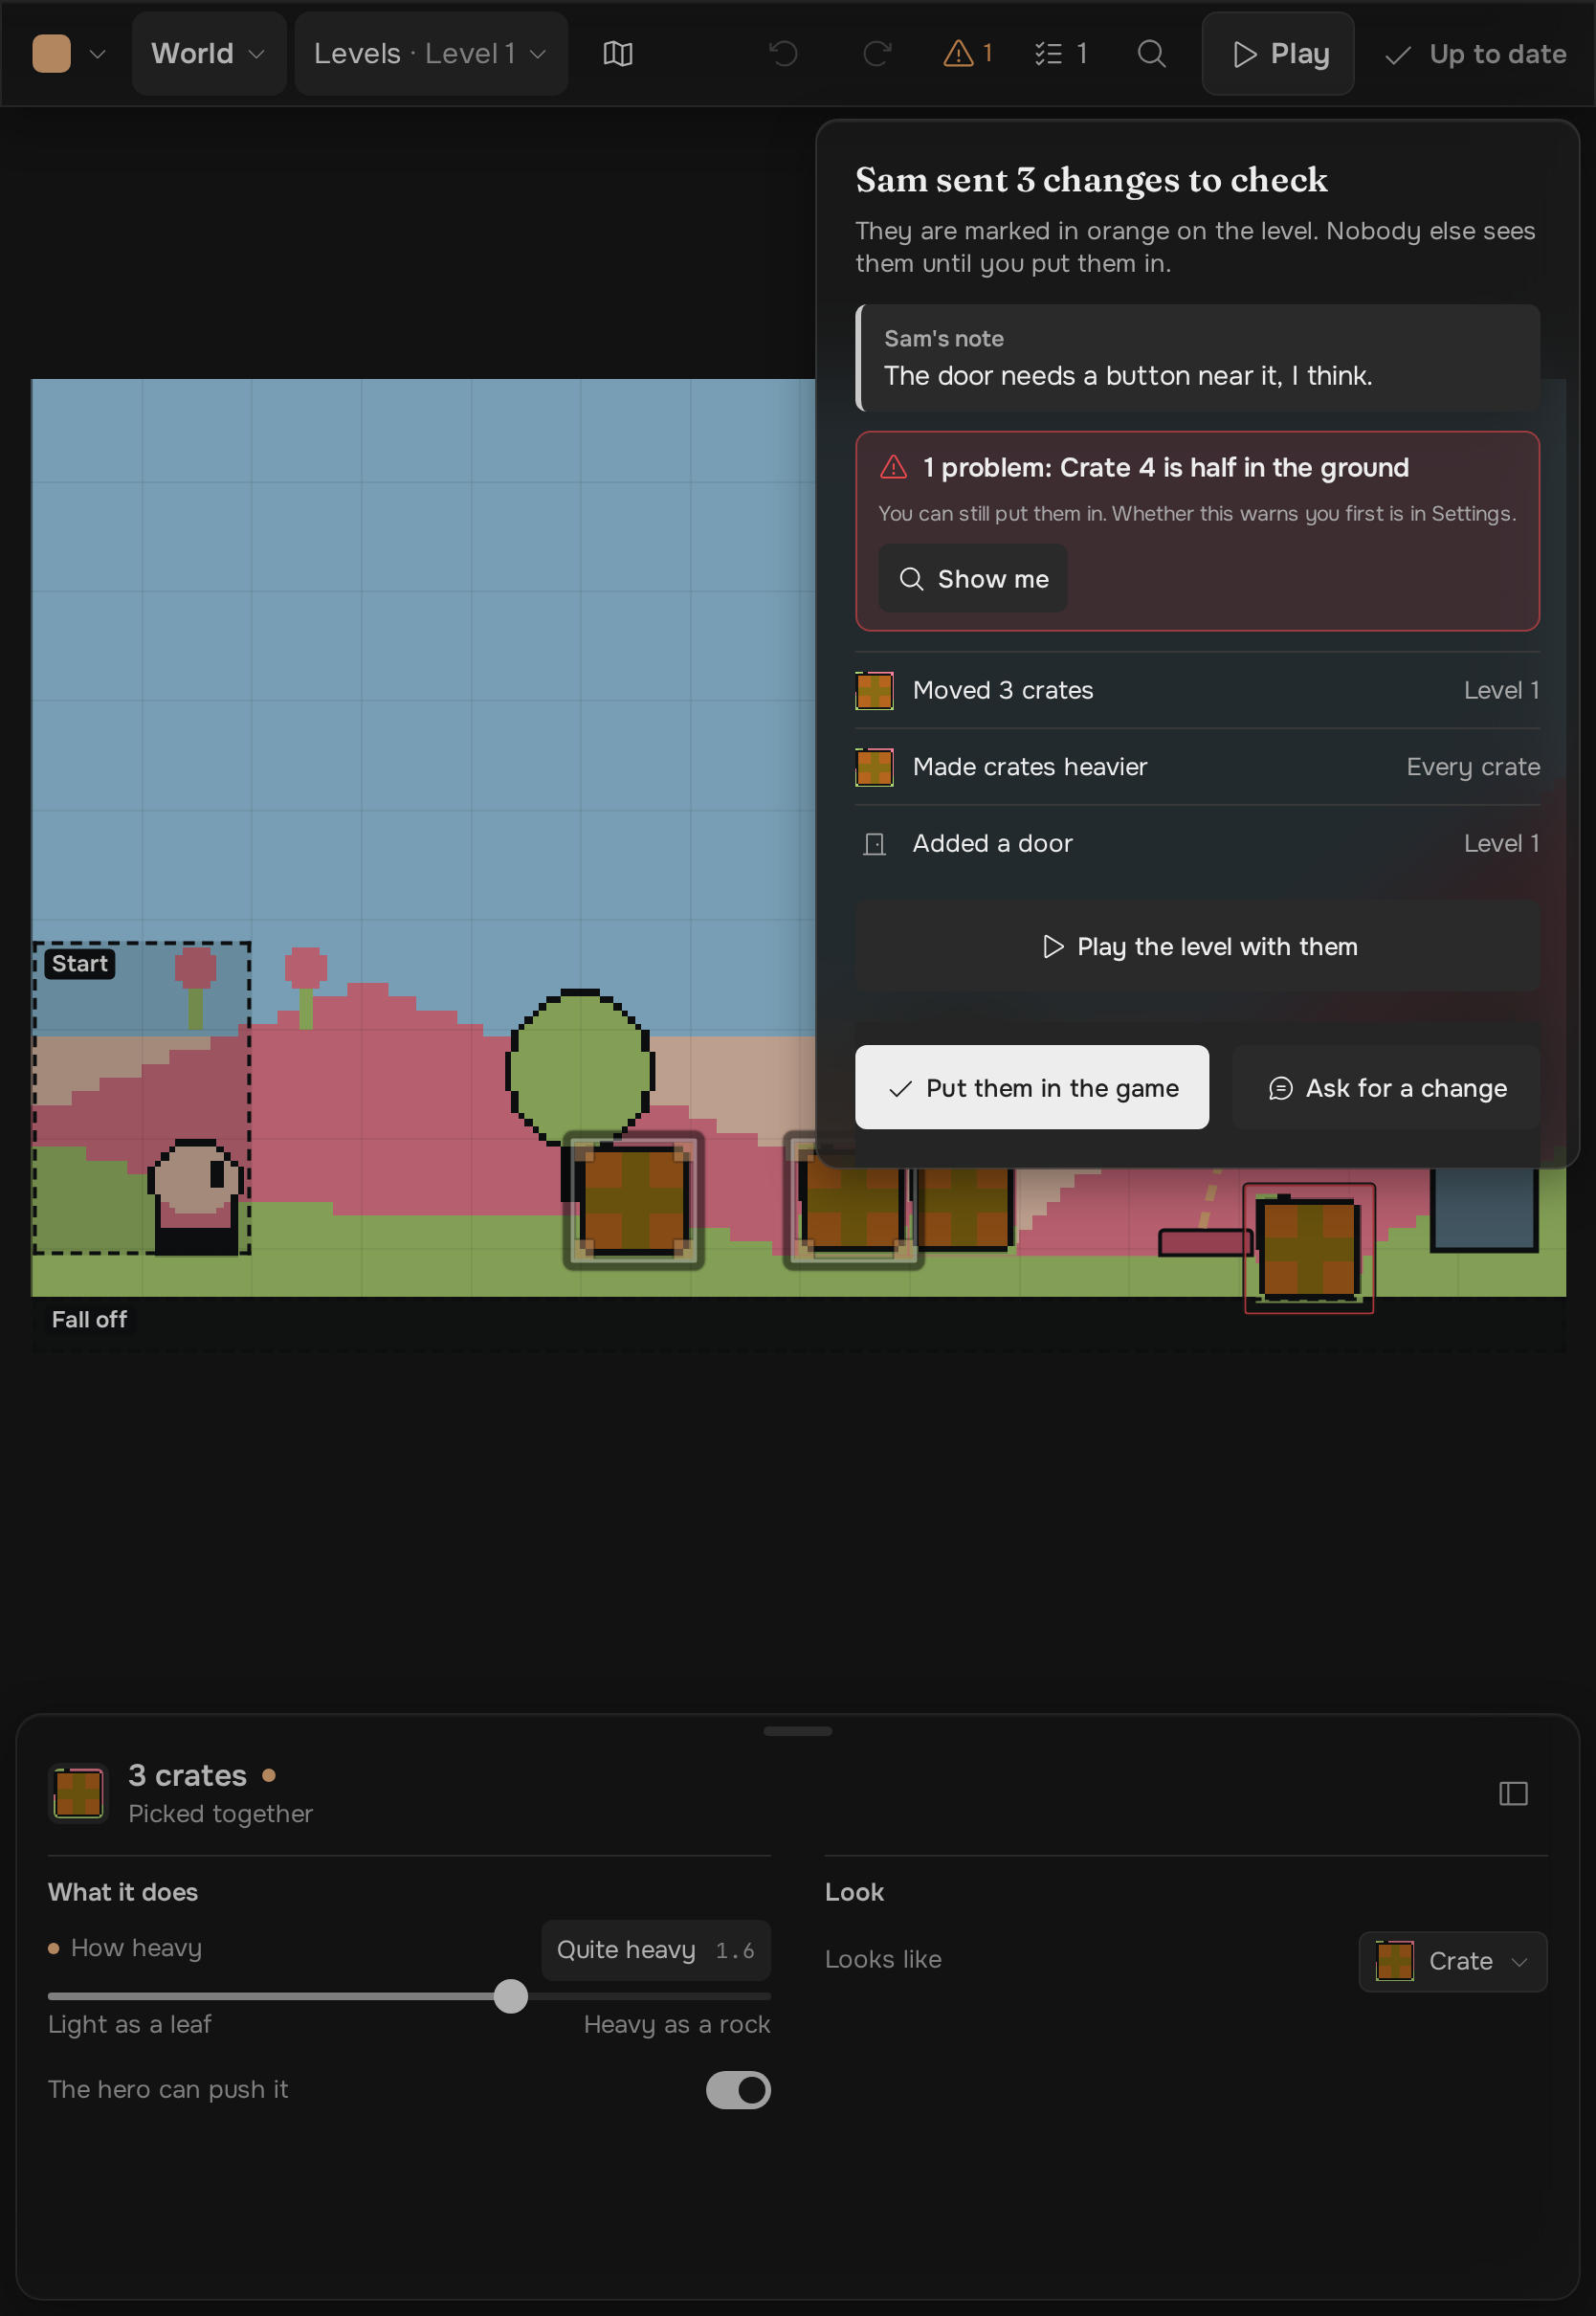 World
Levels · Level 1
1
1
Play
Up to date
Sam sent 3 changes to check
They are marked in orange on the level. Nobody else sees
them until you put them in.
Sam's note
The door needs a button near it, I think.
1 problem: Crate 4 is half in the ground
You can still put them in. Whether this warns you first is in Settings.
Show me
Moved 3 crates Level 1
Made crates heavier Every crate
Added a door Level 1
Play the level with them
Put them in the game
Ask for a change
Start
Fall off
3 crates
Picked together
What it does
How heavy
Quite heavy 1.6
Light as a leaf
Heavy as a rock
The hero can push it
Look
Looks like
Crate